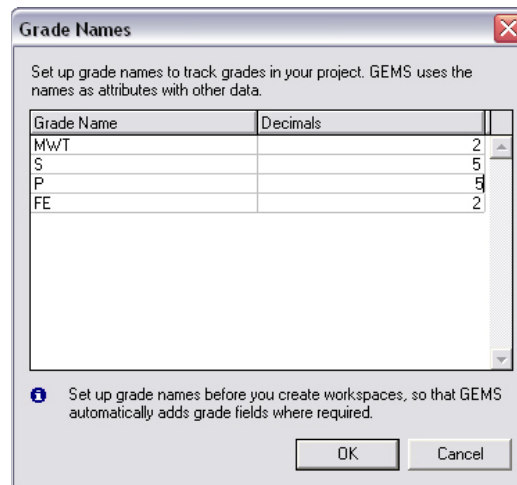 Grade Names
Set up grade names to track grades in your project. GEMS uses the
names as attributes with other data.
Grade Name Decimals
MWT 2
S 5
P 5
FE 2
Set up grade names before you create workspaces, so that GEMS
automatically adds grade fields where required.
OK Cancel